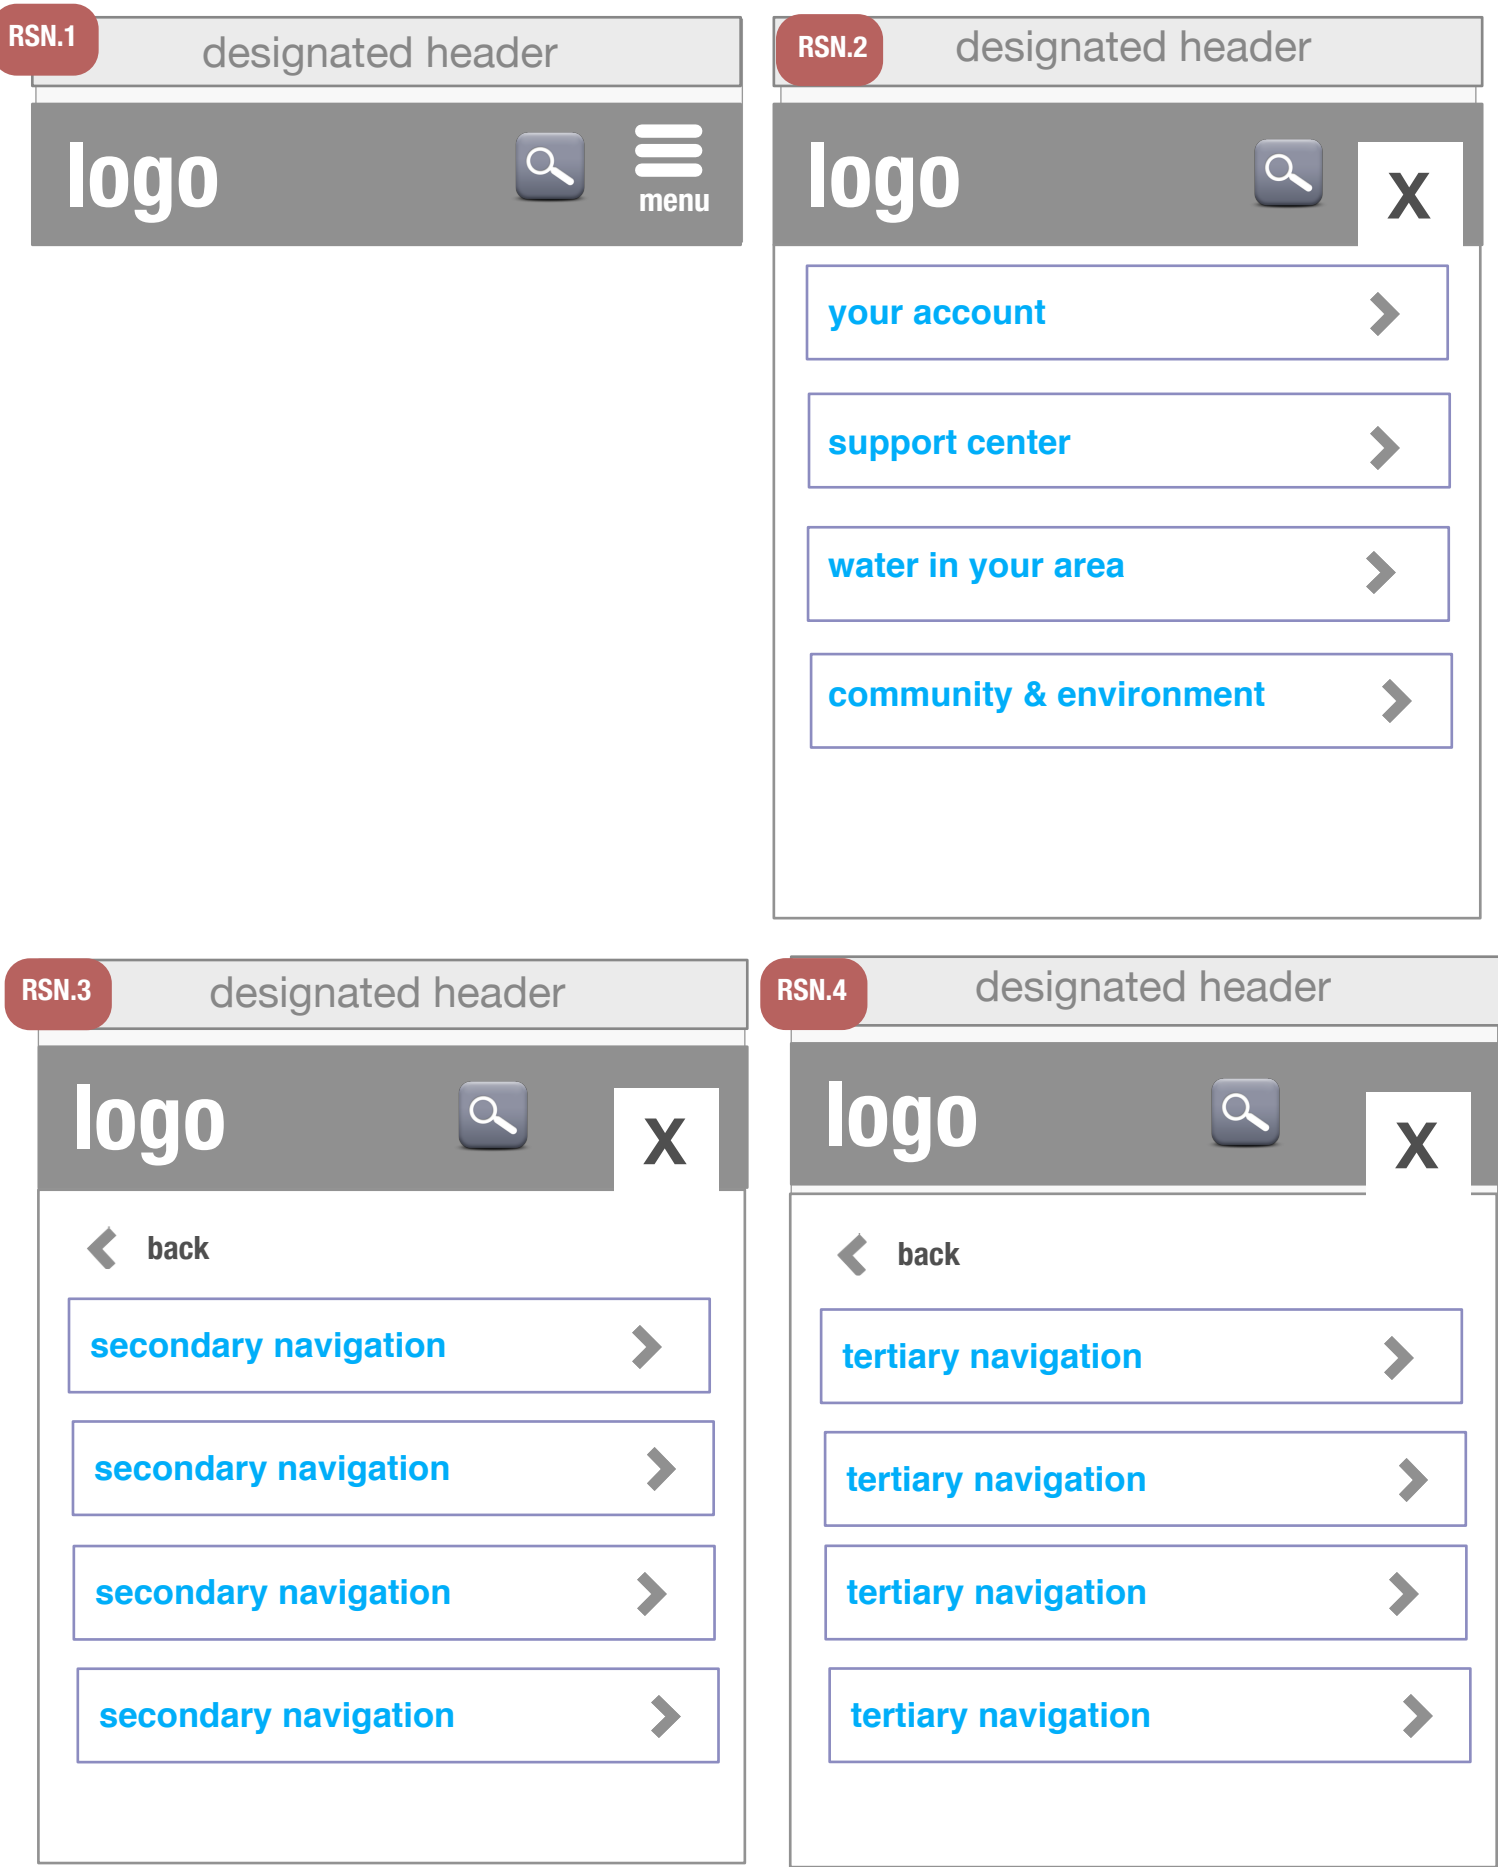 RSN.1
designated header
logo
menu
RSN.2
designated header
logo
X
your account
support center
water in your area
community & environment
RSN.3
designated header
logo
X
back
secondary navigation
secondary navigation
secondary navigation
secondary navigation
RSN.4
designated header
logo
X
back
tertiary navigation
tertiary navigation
tertiary navigation
tertiary navigation